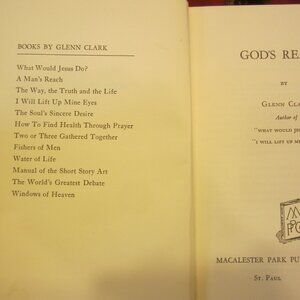 BOOKS BY GLENN CLARK
What Would Jesus Do?
A Man's Reach
The Way, the Truth and the Life
I Will Lift Up Mine Eyes
The Soul's Sincere Desire
How To Find Health Through Prayer
Two or Three Gathered Together
Fishers of Men
Water of Life
Manual of the Short Story Art
The World's Greatest Debate
Windows of Heaven
GOD'S REA
BY
GLENN CLA
Author of
"WHAT WOULD JESU
"I WILL LIFT UP M
MACALESTER PARK PU
ST. PAUL